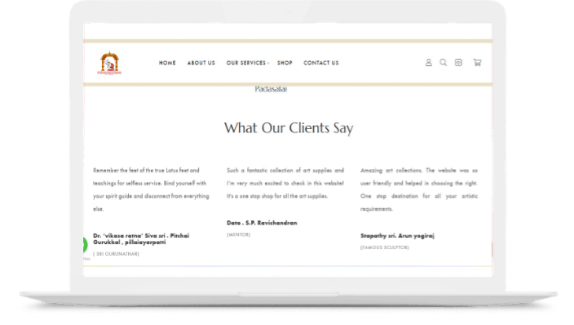 HOME ABOUT US OUR SERVICES SHOP CONTACT US
Padasalai
What Our Clients Say
Remember the feet of the true Lotus feet and
teachings for selfless service. Bind yourself with
your spirit guide and disconnect from everything
else.
Dr. 'vikasa ratna' Siva sri . Pitchai
Gurukkal , pillaiyarpatti
( SRI GURUNATHAR)
Such a fantastic collection of art supplies and
I'm very much excited to check in this website!
It's a one stop shop for all the art supplies.
Dato . S.P. Ravichandran
(MENTOR)
Amazing art collections. The website was so
user friendly and helped in choosing the right.
One stop destination for all your artistic
requirements.
Stapathy sri. Arun yogiraj
(FAMOUS SCULPTOR)